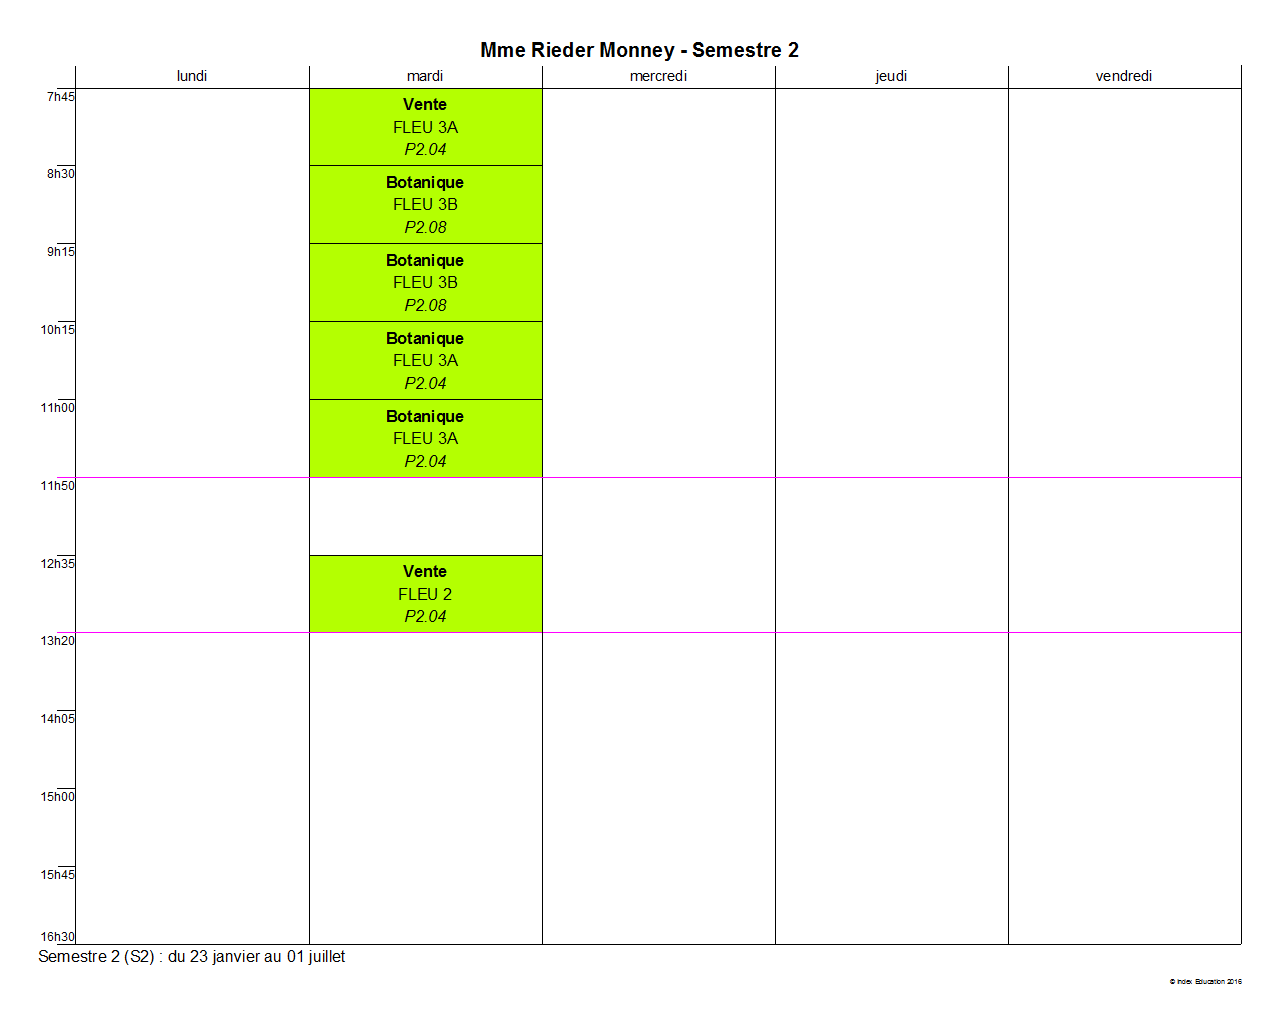 Mme Rieder Monney - Semestre 2
lundi mardi mercredi jeudi vendredi
7h45
Vente
FLEU 3A
P2.04
8h30
Botanique
FLEU 3B
P2.08
9h15
Botanique
FLEU 3B
P2.08
10h15
Botanique
FLEU 3A
P2.04
11h00
Botanique
FLEU 3A
P2.04
11h50
12h35
Vente
FLEU 2
P2.04
13h20
14h05
15h00
15h45
16h30
Semestre 2 (S2) : du 23 janvier au 01 juillet
© Index Education 2016